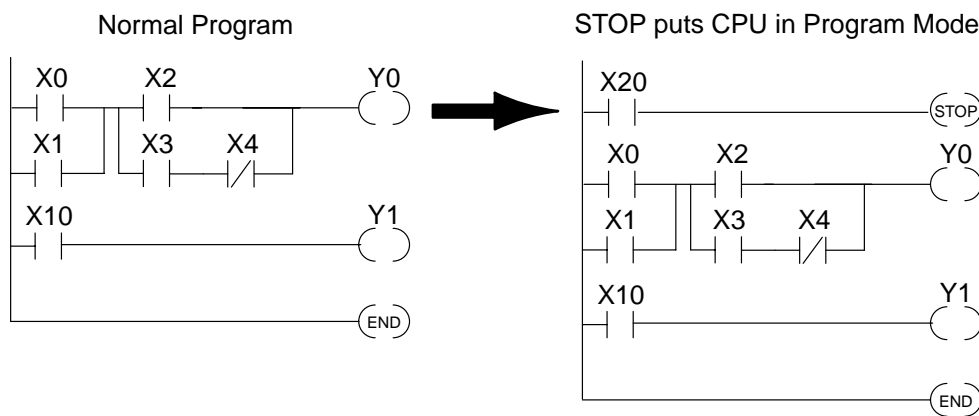 Normal Program
X0 X2 Y0
X1 X3 X4
X10 Y1
END
STOP puts CPU in Program Mode
X20
STOP
X0 X2 Y0
X1 X3 X4
X10 Y1
END